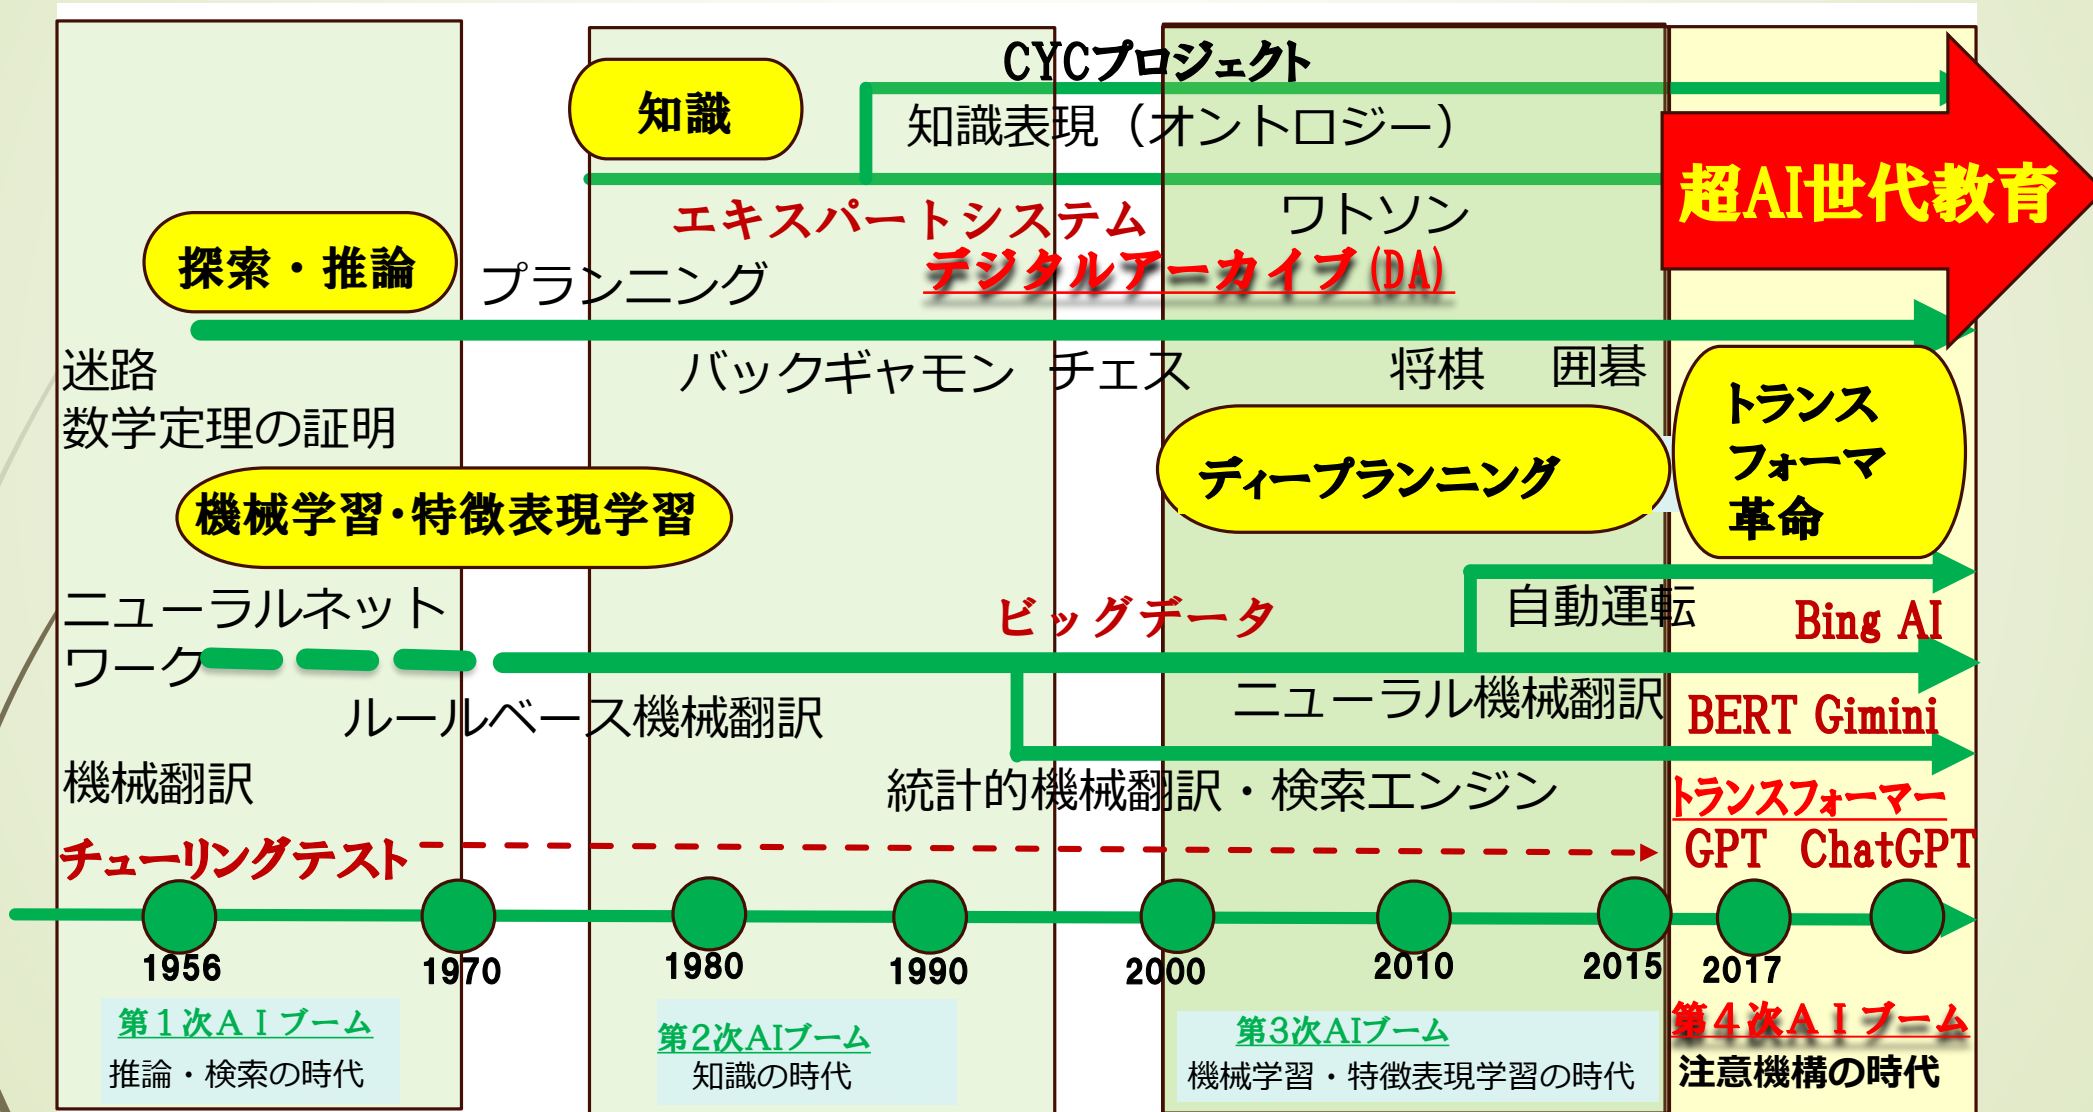 CYCプロジェクト
知識
知識表現（オントロジー）
超AI世代教育
エキスパートシステム
ワトソン
探索・推論
プランニング
デジタルアーカイブ(DA)
迷路
バックギャモン チェス
将棋
囲碁
数学定理の証明
トランス
フォーマ
革命
ディープランニング
機械学習・特徴表現学習
ニューラルネット
ワーク
ビッグデータ
自動運転
Bing AI
ルールベース機械翻訳
ニューラル機械翻訳
BERT Gimini
機械翻訳
統計的機械翻訳・検索エンジン
トランスフォーマー
チューリングテスト
GPT ChatGPT
1956
1970
1980
1990
2000
2010
2015
2017
第１次ＡＩブーム
推論・検索の時代
第2次AIブーム
知識の時代
第3次AIブーム
機械学習・特徴表現学習の時代
第４次ＡＩブーム
注意機構の時代